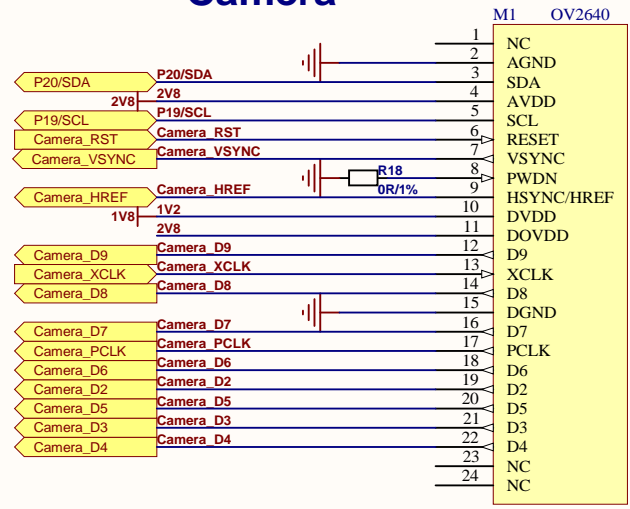 Camera
M1 OV2640
1 NC
2 AGND
P20/SDA P20/SDA 3 SDA
2V8 2V8 4 AVDD
P19/SCL P19/SCL 5 SCL
Camera_RST Camera_RST 6 RESET
Camera_VSYNC Camera_VSYNC 7 VSYNC
R18 8 PWDN
0R/1%
Camera_HREF Camera_HREF 9 HSYNC/HREF
1V8 1V2 10 DVDD
2V8 11 DOVDD
Camera_D9 Camera_D9 12 D9
Camera_XCLK Camera_XCLK 13 XCLK
Camera_D8 Camera_D8 14 D8
15 DGND
Camera_D7 Camera_D7 16 D7
Camera_PCLK Camera_PCLK 17 PCLK
Camera_D6 Camera_D6 18 D6
Camera_D2 Camera_D2 19 D2
Camera_D5 Camera_D5 20 D5
Camera_D3 Camera_D3 21 D3
Camera_D4 Camera_D4 22 D4
23 NC
24 NC